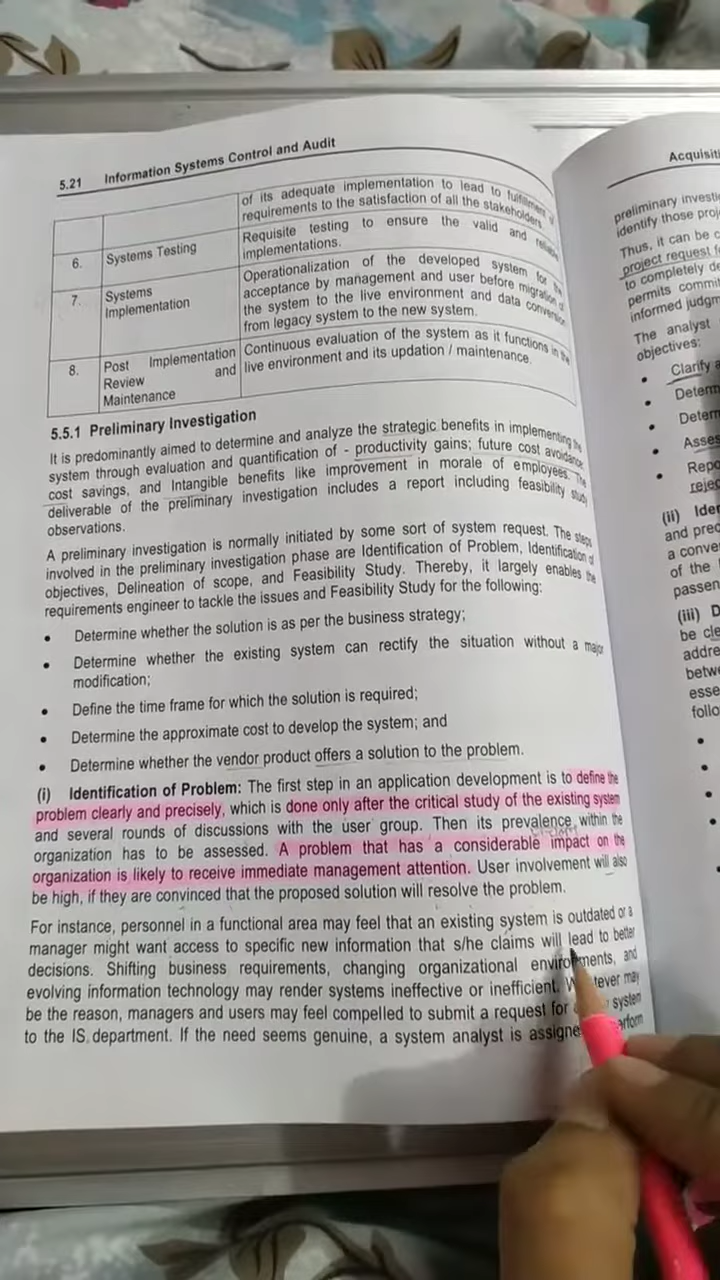 5.21 Information Systems Control and Audit
of its adequate implementation to lead to fulfillment of
requirements to the satisfaction of all the stakeholders.
6. Systems Testing
Requisite testing to ensure the valid and reliable
implementations.
7. Systems
Implementation
Operationalization of the developed system for the
acceptance by management and user before migration of
the system to the live environment and data conversion
from legacy system to the new system.
8. Post Implementation
Review and
Maintenance
Continuous evaluation of the system as it functions in the
live environment and its updation / maintenance.
5.5.1 Preliminary Investigation
It is predominantly aimed to determine and analyze the strategic benefits in implementing the
system through evaluation and quantification of - productivity gains; future cost avoidance;
cost savings, and Intangible benefits like improvement in morale of employees. The
deliverable of the preliminary investigation includes a report including feasibility study
observations.
A preliminary investigation is normally initiated by some sort of system request. The steps
involved in the preliminary investigation phase are Identification of Problem, Identification of
objectives, Delineation of scope, and Feasibility Study. Thereby, it largely enables the
requirements engineer to tackle the issues and Feasibility Study for the following:
• Determine whether the solution is as per the business strategy;
• Determine whether the existing system can rectify the situation without a major
modification;
• Define the time frame for which the solution is required;
• Determine the approximate cost to develop the system; and
• Determine whether the vendor product offers a solution to the problem.
(i) Identification of Problem: The first step in an application development is to define the
problem clearly and precisely, which is done only after the critical study of the existing system
and several rounds of discussions with the user group. Then its prevalence within the
organization has to be assessed. A problem that has a considerable impact on the
organization is likely to receive immediate management attention. User involvement will also
be high, if they are convinced that the proposed solution will resolve the problem.
For instance, personnel in a functional area may feel that an existing system is outdated or a
manager might want access to specific new information that s/he claims will lead to better
decisions. Shifting business requirements, changing organizational environments, and
evolving information technology may render systems ineffective or inefficient. Whatever may
be the reason, managers and users may feel compelled to submit a request for system
to the IS department. If the need seems genuine, a system analyst is assigne
preliminary
identify those
Thus, it can be
project request
to completely
permits
informed
The analyst
objectives:
• Clarify
•
•
•
•
(ii)
and
a
of the
(iii)
be